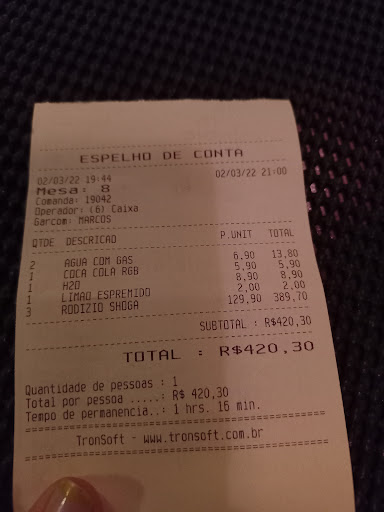 ESPELHO DE CONTA
02/03/22 19:44 02/03/22 21:00
Mesa: 8
Comanda: 19042
Operador: (6) Caixa
Garcom: MARCOS
QTDE DESCRICAO P.UNIT TOTAL
2 AGUA COM GAS 6,90 13,80
1 COCA COLA RGB 5,90 5,90
1 H2O 8,90 8,90
1 LIMAO ESPREMIDO 2,00 2,00
3 RODIZIO SHOGA 129,90 389,70
SUBTOTAL : R$420,30
TOTAL : R$420,30
Quantidade de pessoas : 1
Total por pessoa .....: R$ 420,30
Tempo de permanencia..: 1 hrs. 16 min.
TronSoft - www.tronsoft.com.br